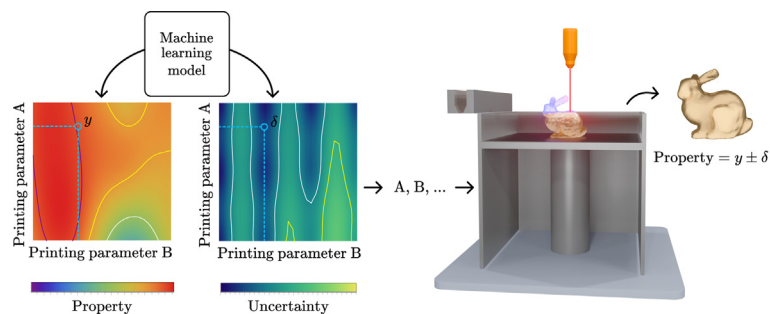 Machine
learning
model
Printing parameter A
y
Printing parameter B
Property
Printing parameter A
δ
Printing parameter B
Uncertainty
A, B, ...
Property = y ± δ